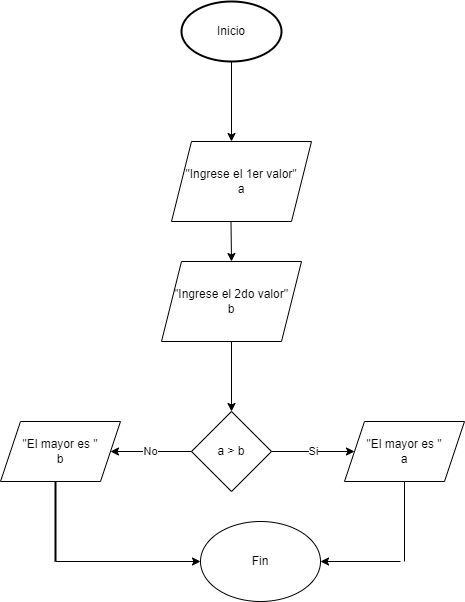 Inicio
"Ingrese el 1er valor"
a
"Ingrese el 2do valor"
b
"El mayor es "
b
No
a > b
Si
"El mayor es "
a
Fin